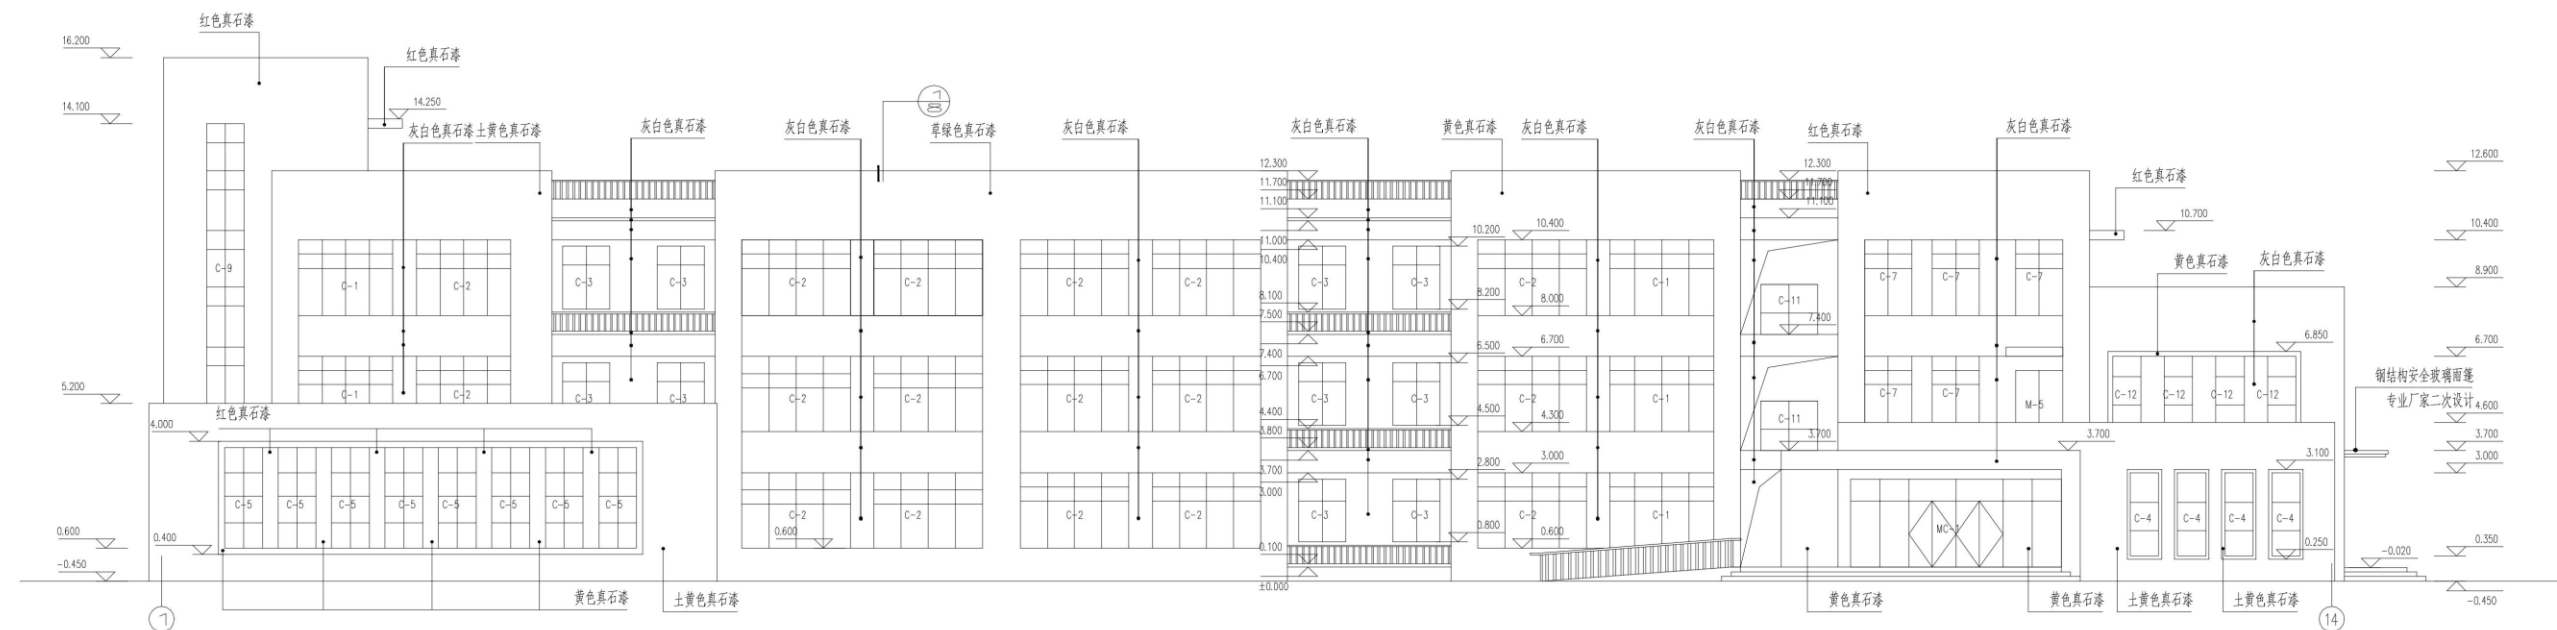 红色真石漆
16.200
红色真石漆
14.100
14.250
灰白色真石漆
土黄色真石漆
灰白色真石漆
灰白色真石漆
7
8
草绿色真石漆
灰白色真石漆
灰白色真石漆
黄色真石漆
灰白色真石漆
灰白色真石漆
红色真石漆
灰白色真石漆
12.300
11.700
11.100
12.300
11.700
11.100
红色真石漆
12.600
10.700
10.200
10.400
10.400
11.000
10.400
黄色真石漆
灰白色真石漆
C-9
C-1
C-2
C-3
C-3
C-2
C-2
C-2
C-2
C-3
C-3
C-2
C-1
C-7
C-7
C-7
8.900
8.100
8.200
8.000
C-11
7.500
7.400
7.400
6.500
6.700
6.850
6.700
6.700
5.200
C-1
C-2
C-3
C-3
C-2
C-2
C-2
C-2
C-3
C-3
C-2
C-1
C-7
C-7
M-5
C-12
C-12
C-12
C-12
钢结构安全玻璃雨篷
专业厂家二次设计
红色真石漆
4.000
4.400
4.500
4.300
C-11
4.600
3.800
3.700
3.700
3.700
3.700
3.000
2.800
3.000
3.100
3.000
C-5
C-5
C-5
C-5
C-5
C-5
C-5
C-5
C-2
C-2
C-2
C-2
C-3
C-3
C-2
C-1
MC-1
C-4
C-4
C-4
C-4
0.600
0.400
0.600
0.800
0.600
0.100
0.250
0.350
-0.020
-0.450
±0.000
-0.450
黄色真石漆
土黄色真石漆
黄色真石漆
黄色真石漆
土黄色真石漆
土黄色真石漆
7
14